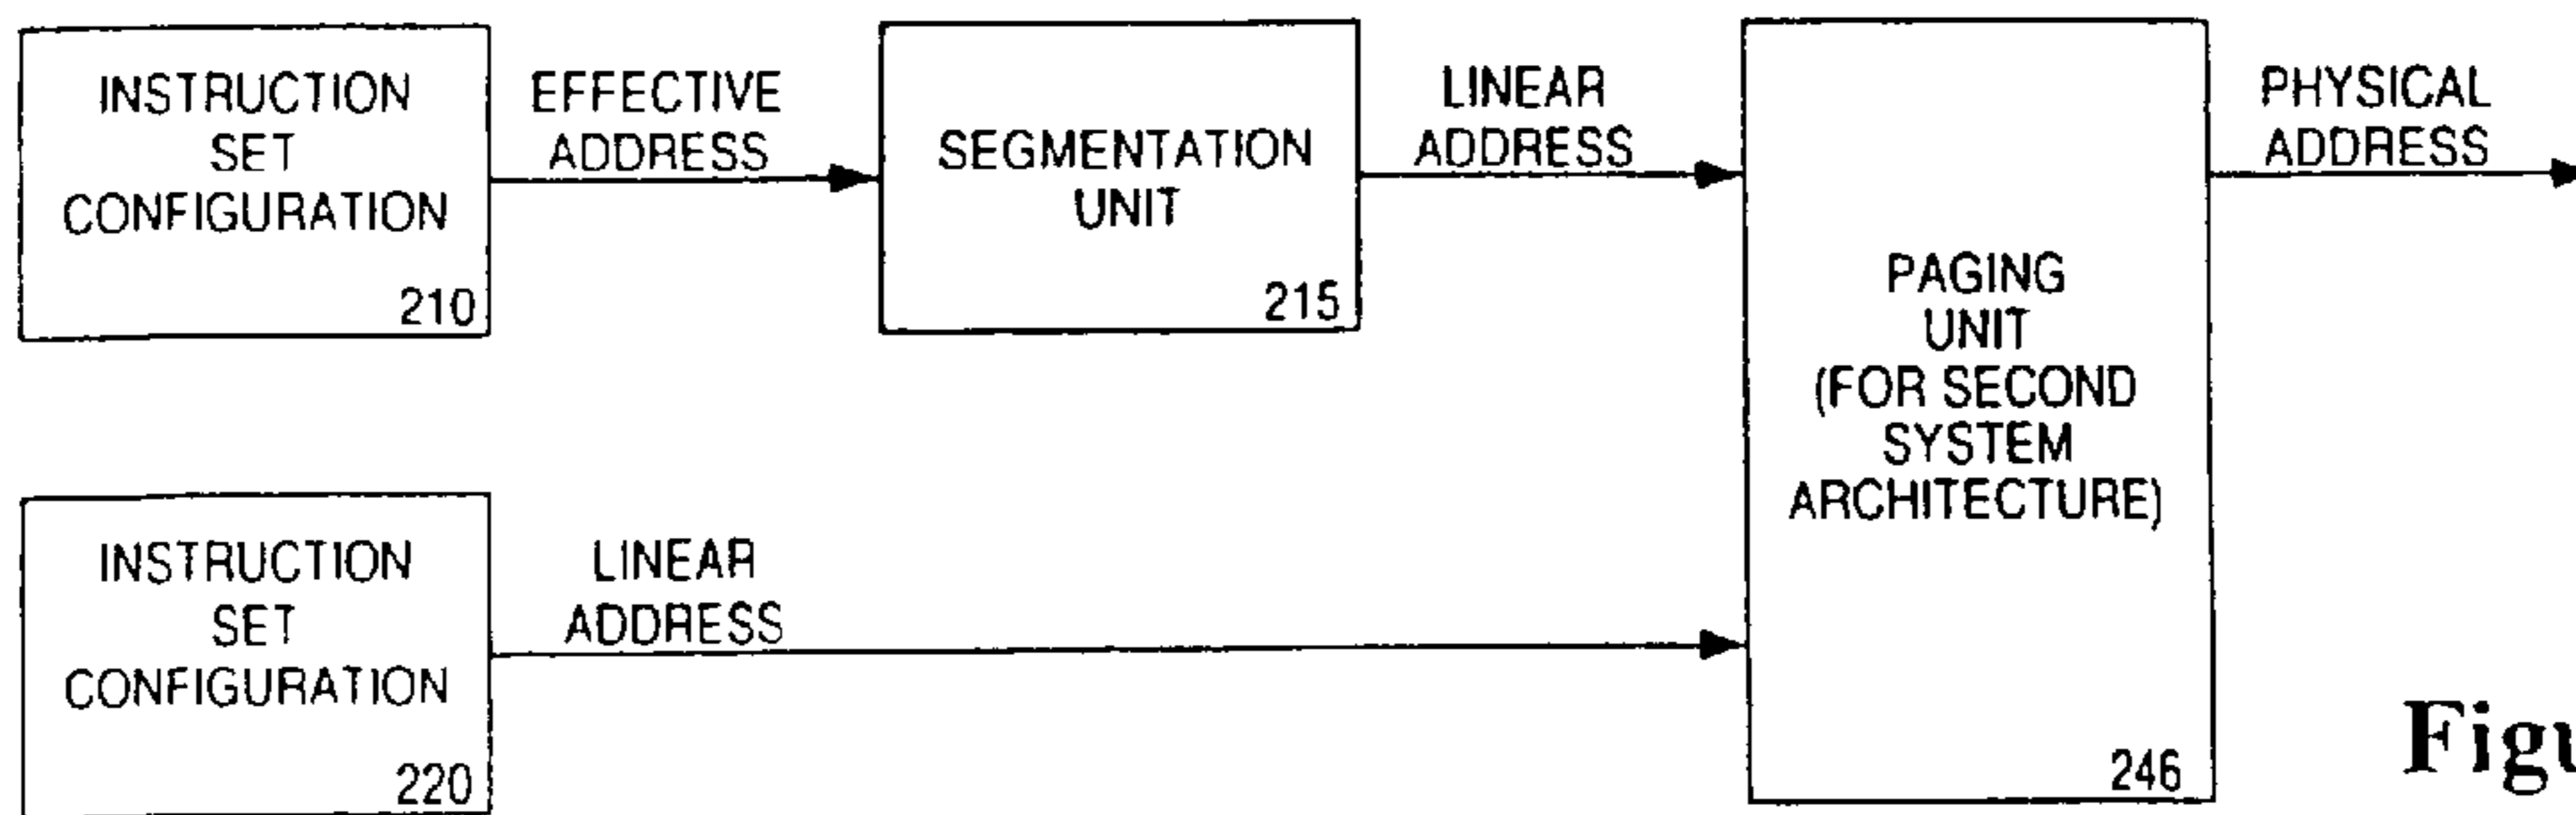 INSTRUCTION
SET
CONFIGURATION
210
EFFECTIVE
ADDRESS
SEGMENTATION
UNIT
215
LINEAR
ADDRESS
PAGING
UNIT
(FOR SECOND
SYSTEM
ARCHITECTURE)
246
PHYSICAL
ADDRESS
INSTRUCTION
SET
CONFIGURATION
220
LINEAR
ADDRESS